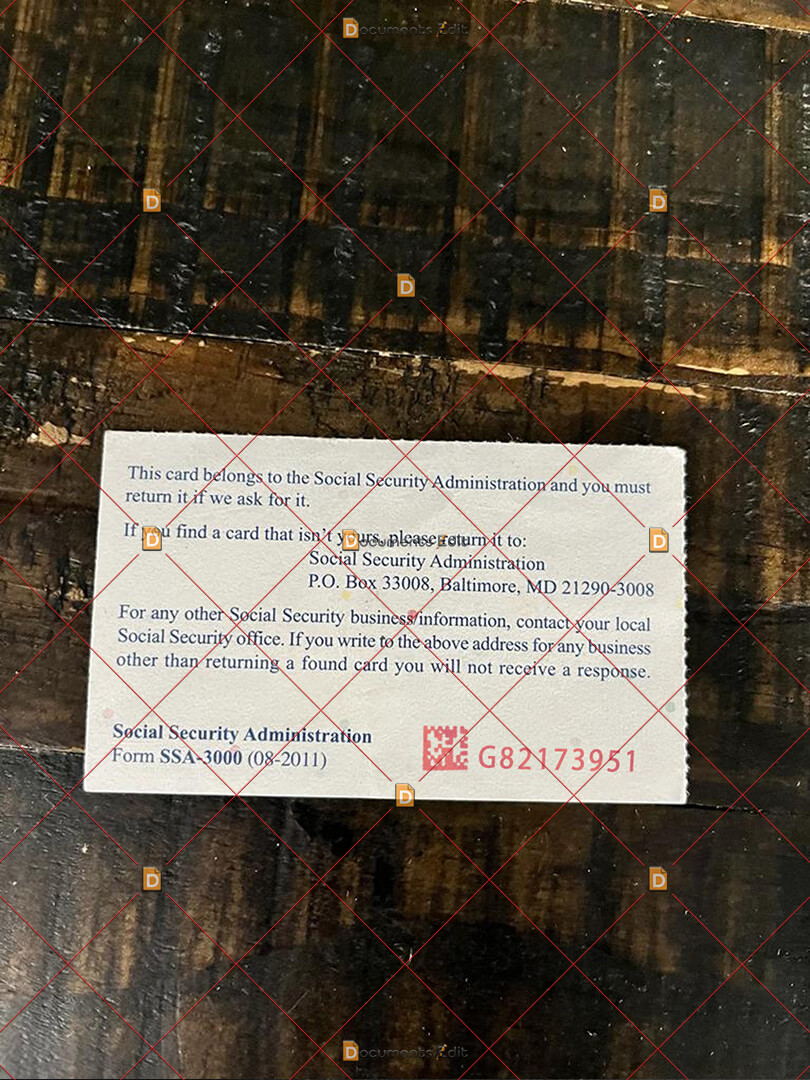 Documents Edit
This card belongs to the Social Security Administration and you must
return it if we ask for it.
If you find a card that isn't yours, please return it to:
Documents Edit
Social Security Administration
P.O. Box 33008, Baltimore, MD 21290-3008
For any other Social Security business/information, contact your local
Social Security office. If you write to the above address for any business
other than returning a found card you will not receive a response.
Social Security Administration
Form SSA-3000 (08-2011)
G82173951
Documents Edit